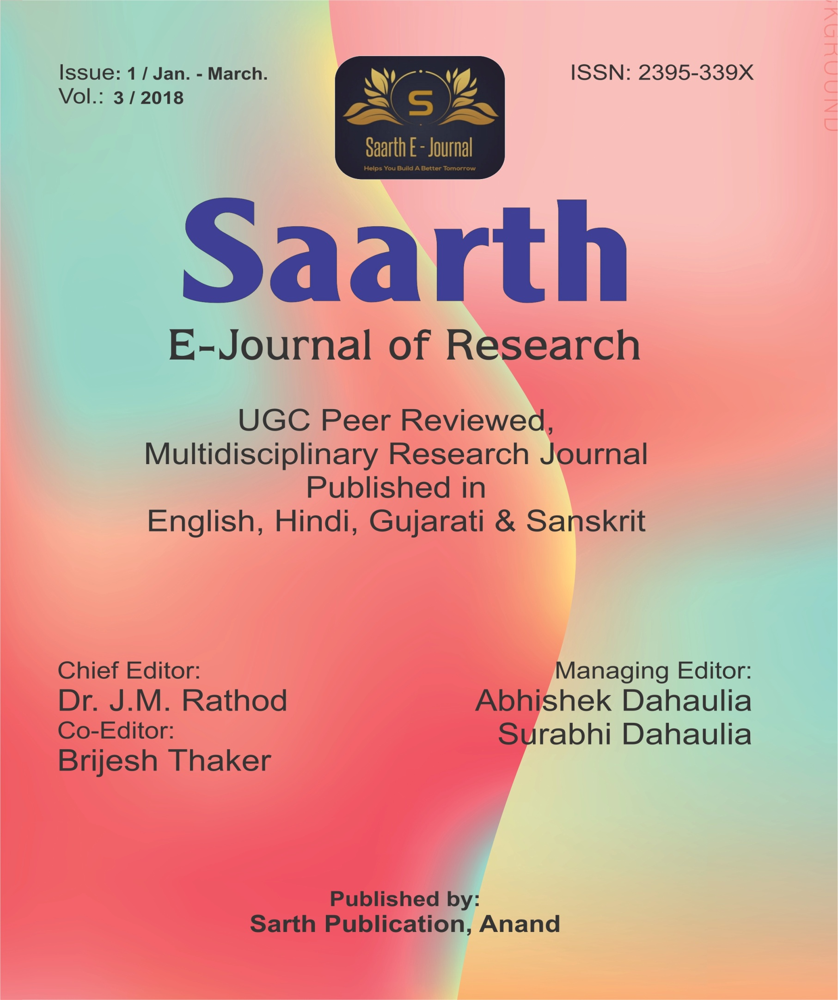 Issue: 1 / Jan. - March.
Vol.: 3 / 2018
S
Saarth E - Journal
Helps You Build A Better Tomorrow
ISSN: 2395-339X
Saarth
E-Journal of Research
UGC Peer Reviewed,
Multidisciplinary Research Journal
Published in
English, Hindi, Gujarati & Sanskrit
Chief Editor:
Dr. J.M. Rathod
Co-Editor:
Brijesh Thaker
Managing Editor:
Abhishek Dahaulia
Surabhi Dahaulia
Published by:
Sarth Publication, Anand